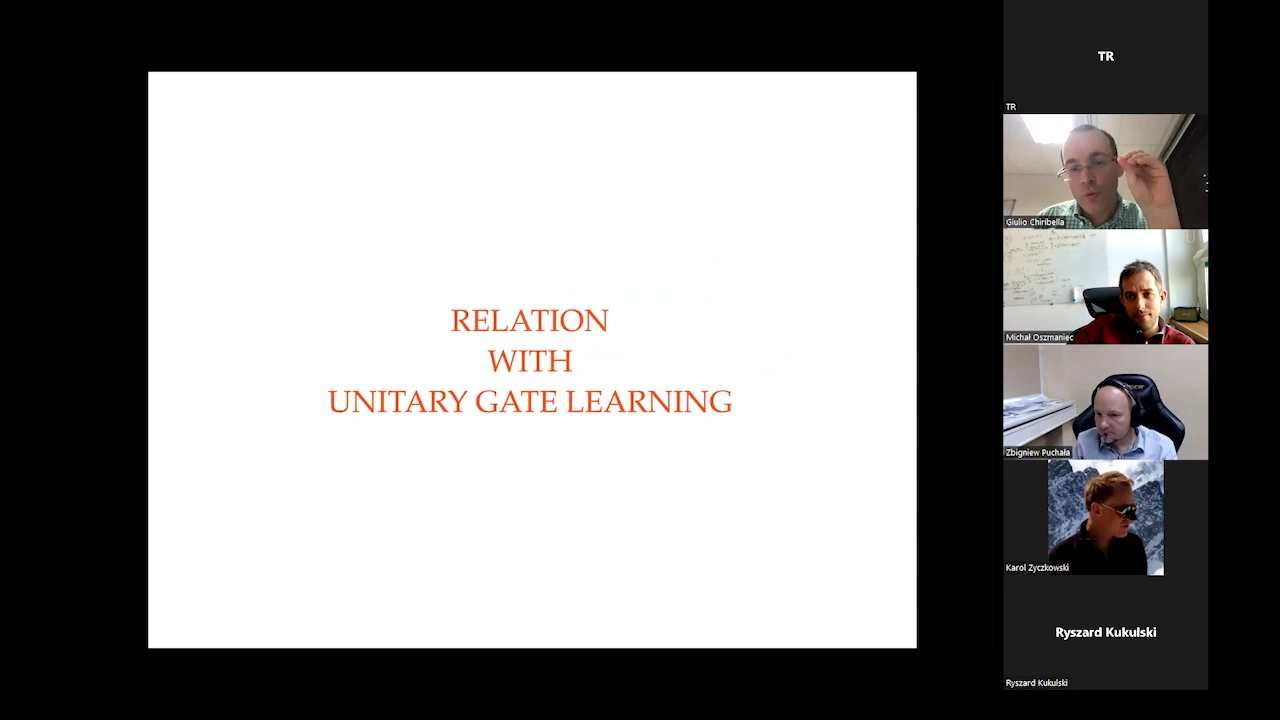 RELATION
WITH
UNITARY GATE LEARNING
TR
TR
Giulio Chiribella
Michał Oszmaniec
Zbigniew Puchała
Karol Zyczkowski
Ryszard Kukulski
Ryszard Kukulski